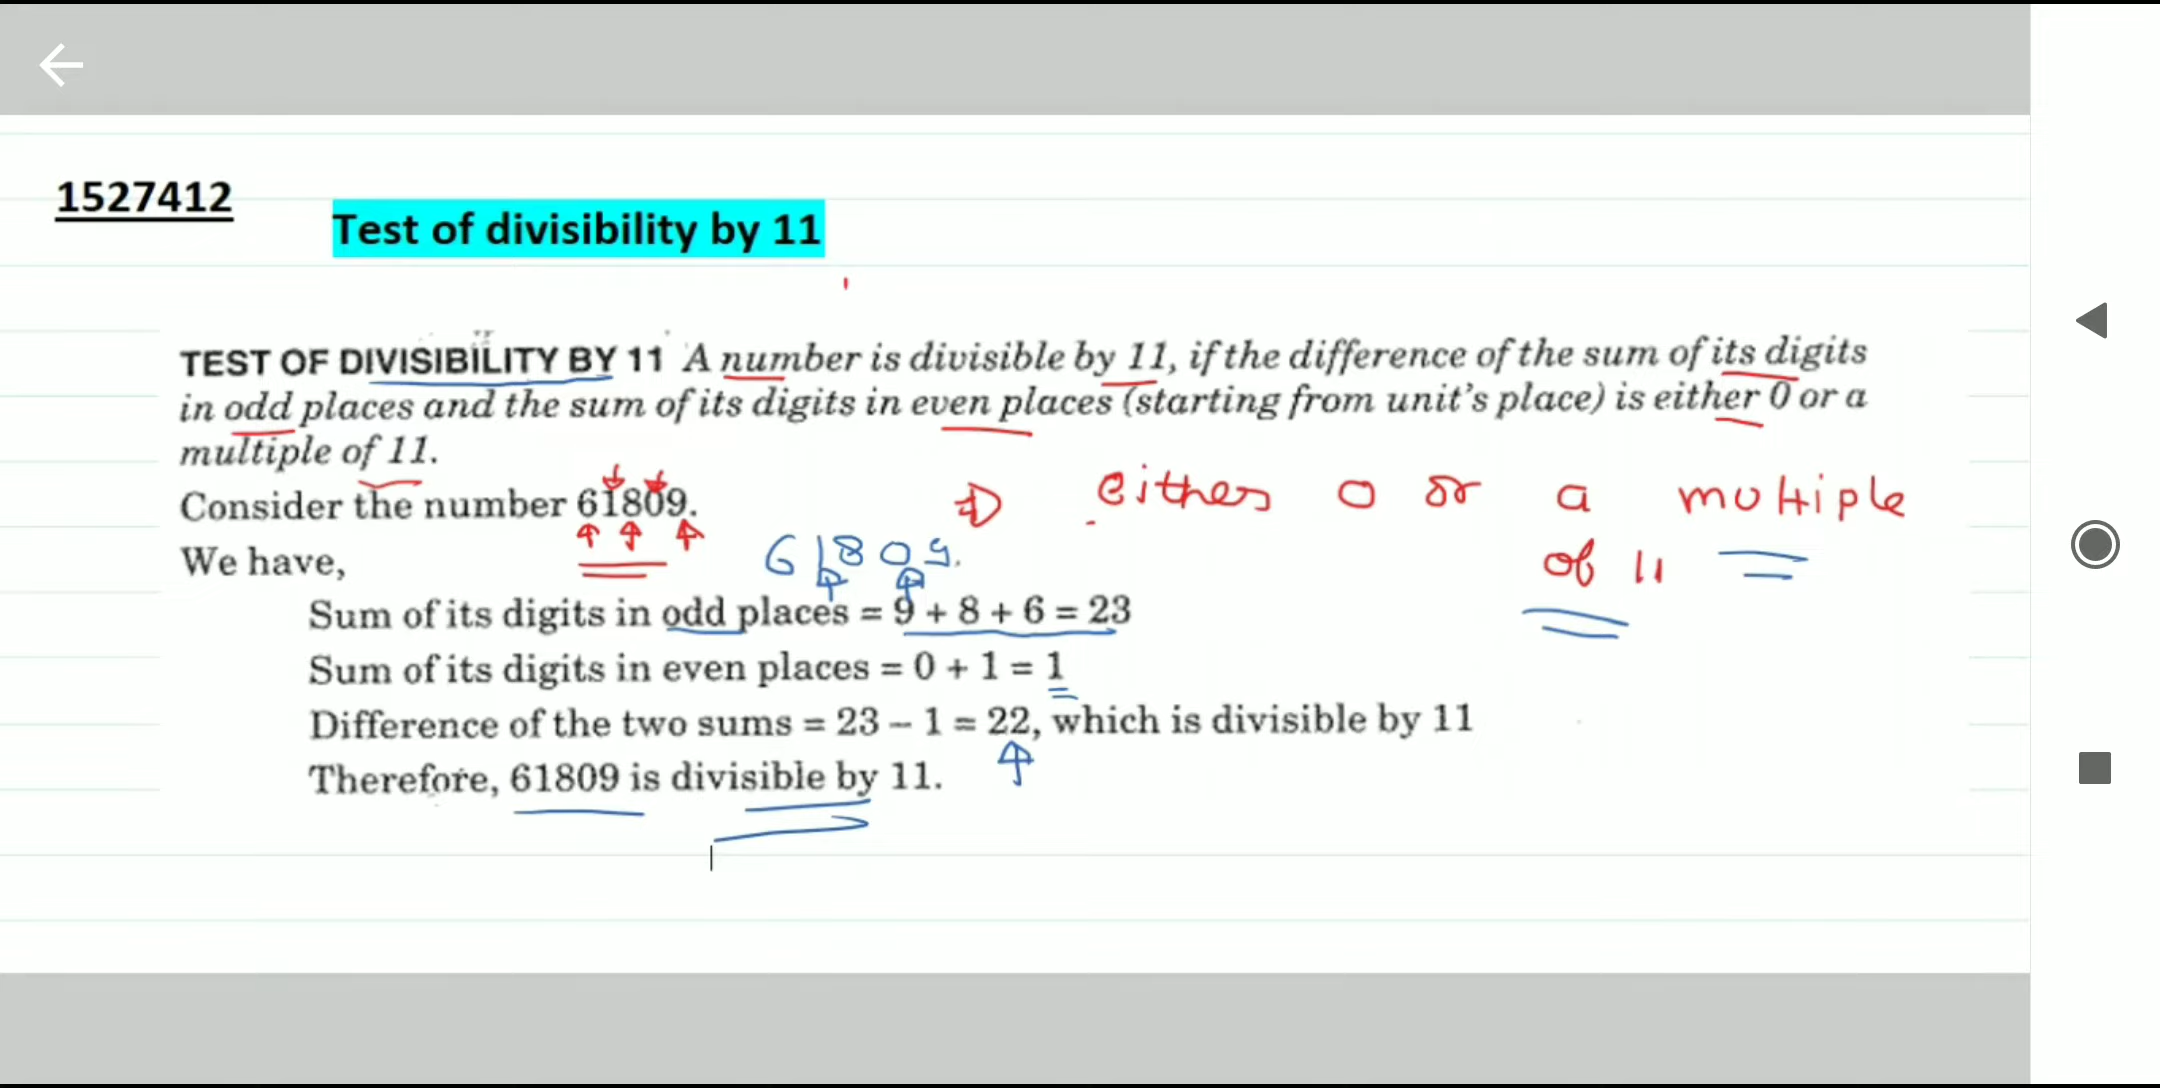 1527412
Test of divisibility by 11
TEST OF DIVISIBILITY BY 11 A number is divisible by 11, if the difference of the sum of its digits
in odd places and the sum of its digits in even places (starting from unit's place) is either 0 or a
multiple of 11.
Consider the number 61809.
either 0 or a multiple
of 11
We have,
61809.
Sum of its digits in odd places = 9 + 8 + 6 = 23
Sum of its digits in even places = 0 + 1 = 1
Difference of the two sums = 23 – 1 = 22, which is divisible by 11
Therefore, 61809 is divisible by 11.